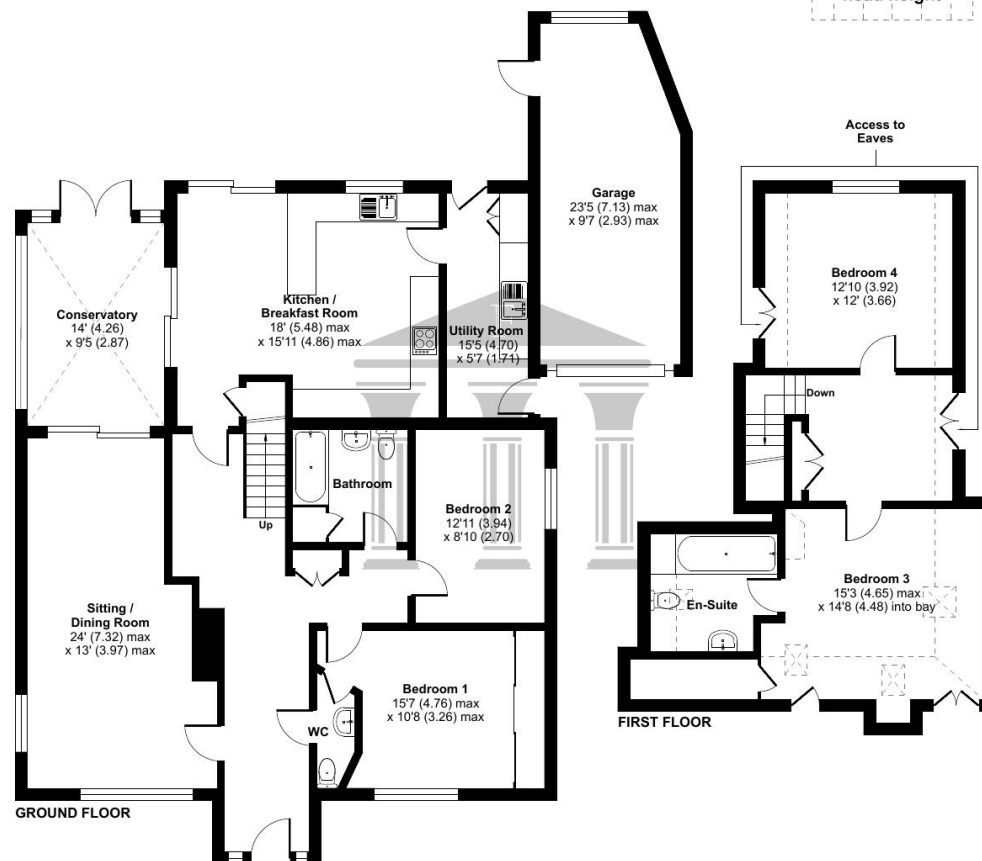 Access to
Eaves
Garage
23'5 (7.13) max
x 9'7 (2.93) max
Bedroom 4
12'10 (3.92)
x 12' (3.66)
Conservatory
14' (4.26)
x 9'5 (2.87)
Kitchen /
Breakfast Room
18' (5.48) max
x 15'11 (4.86) max
Utility Room
15'5 (4.70)
x 5'7 (1.71)
Down
Bathroom
Up
Bedroom 2
12'11 (3.94)
x 8'10 (2.70)
Sitting /
Dining Room
24' (7.32) max
x 13' (3.97) max
En-Suite
Bedroom 3
15'3 (4.65) max
x 14'8 (4.48) into bay
Bedroom 1
15'7 (4.76) max
x 10'8 (3.26) max
WC
FIRST FLOOR
GROUND FLOOR